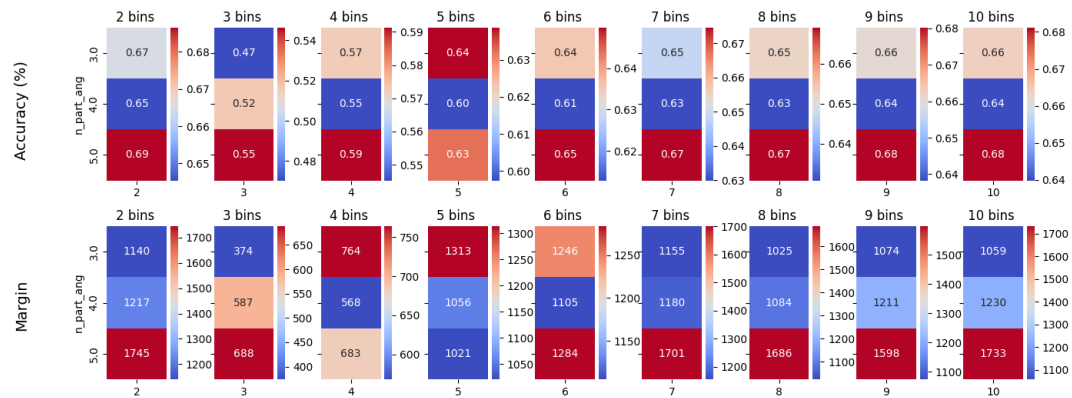 2 bins 3 bins 4 bins 5 bins 6 bins 7 bins 8 bins 9 bins 10 bins
Accuracy (%)
n_part_ang
3.0 0.67 0.47 0.57 0.64 0.64 0.65 0.65 0.66 0.66
4.0 0.65 0.52 0.55 0.60 0.61 0.63 0.63 0.64 0.64
5.0 0.69 0.55 0.59 0.63 0.65 0.67 0.67 0.68 0.68
0.68 0.67 0.66 0.65
0.54 0.52 0.50 0.48
0.59 0.58 0.57 0.56 0.55
0.63 0.62 0.61 0.60
0.64 0.63 0.62
0.67 0.66 0.65 0.64 0.63
0.67 0.66 0.65 0.64
0.68 0.67 0.66 0.65 0.64
0.68 0.67 0.66 0.65 0.64
2 3 4 5 6 7 8 9 10
2 bins 3 bins 4 bins 5 bins 6 bins 7 bins 8 bins 9 bins 10 bins
Margin
n_part_ang
3.0 1140 374 764 1313 1246 1155 1025 1074 1059
4.0 1217 587 568 1056 1105 1180 1084 1211 1230
5.0 1745 688 683 1021 1284 1701 1686 1598 1733
1700 1600 1500 1400 1300 1200
650 600 550 500 450 400
750 700 650 600
1300 1250 1200 1150 1100 1050
1250 1200 1150
1700 1600 1500 1400 1300 1200
1600 1500 1400 1300 1200 1100
1500 1400 1300 1200 1100
1700 1600 1500 1400 1300 1200 1100
2 3 4 5 6 7 8 9 10